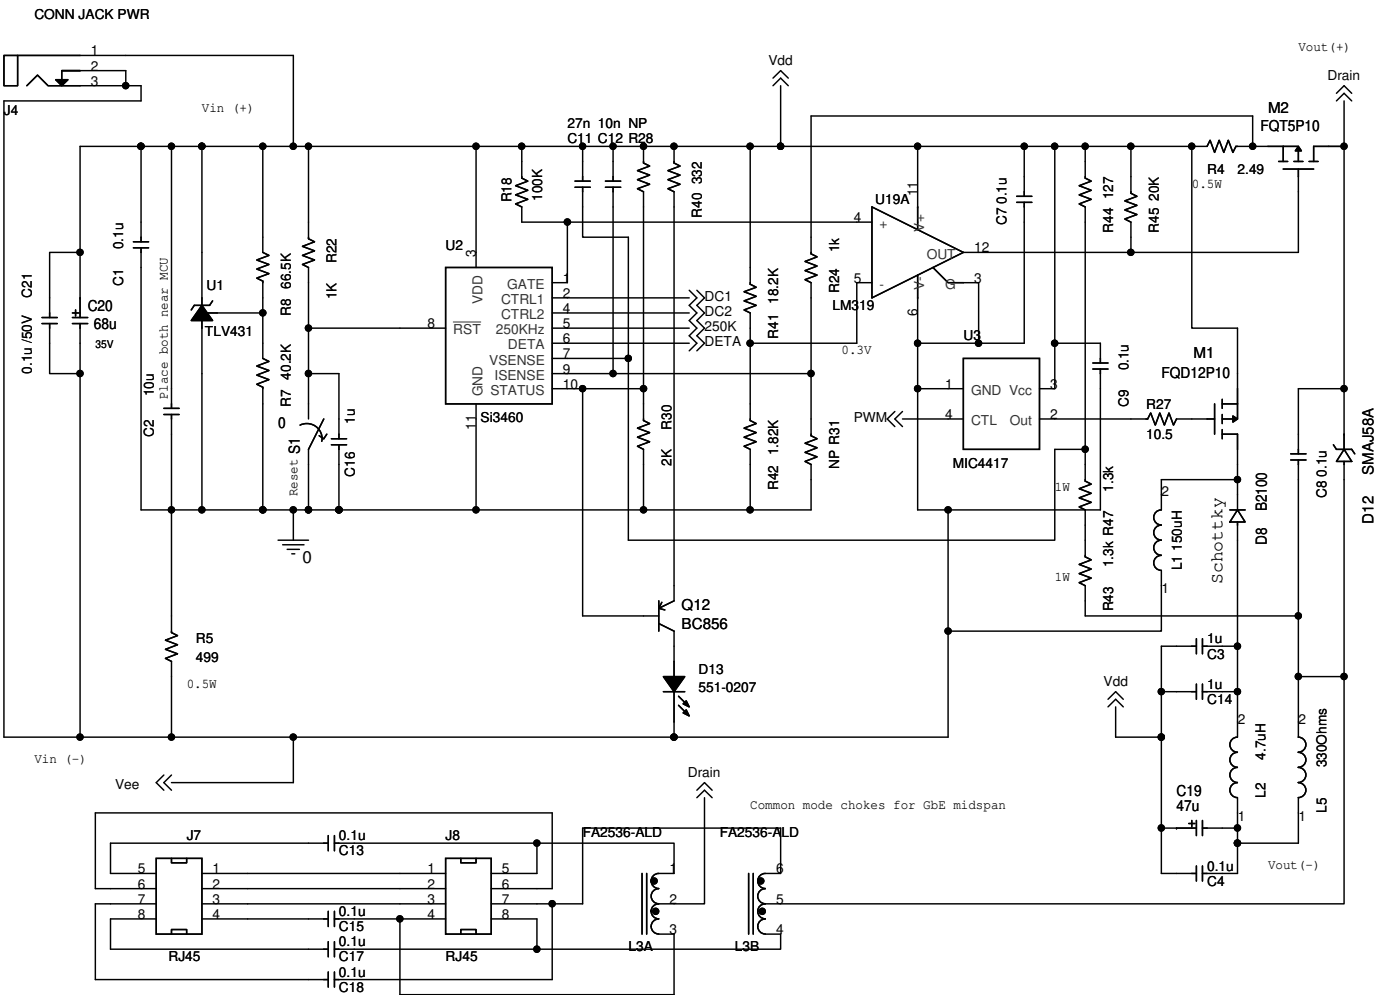 CONN JACK PWR
1
2
3
J4
Vin (+)
Vdd
Vout(+)
Drain
M2
FQT5P10
27n 10n NP
C11 C12 R28
R4 2.49
0.5W
R18
100K
R40 332
U19A
11
V+
4
+
5
-
OUT
12
V-
6
G
3
LM319
0.3V
C7 0.1u
R44 127
R45 20K
0.1u /50V C21
C20
68u
35V
C1 0.1u
Place both near MCU
C2 10u
U1
TLV431
R8 66.5K
R7 40.2K
R22
1K
0
Reset S1
1u
C16
0
U2
3
VDD
GATE 1
CTRL1 2
CTRL2 4
250KHz 5
DETA 6
VSENSE 7
ISENSE 9
STATUS 10
8 RST
GND
11
Si3460
DC1
DC2
250K
DETA
R41 18.2K
R42 1.82K
R24 1k
NP R31
R30
2K
U3
1 GND Vcc 3
4 CTL Out 2
MIC4417
PWM
0.1u
C9
M1
FQD12P10
R27
10.5
1W
1.3k R47
1W
R43 1.3k
2
L1 150uH
1
Schottky
D8 B2100
C8 0.1u
D12 SMAJ58A
R5
499
0.5W
Q12
BC856
D13
551-0207
1u
C3
1u
C14
Vdd
2
4.7uH
L2
1
2
330Ohms
L5
1
C19
47u
0.1u
C4
Vout(-)
Vin (-)
Vee
Drain
Common mode chokes for GbE midspan
J7
5
6
7
8
1
2
3
4
RJ45
0.1u
C13
0.1u
C15
0.1u
C17
0.1u
C18
J8
1
2
3
4
5
6
7
8
RJ45
FA2536-ALD
1
2
3
L3A
FA2536-ALD
6
5
4
L3B